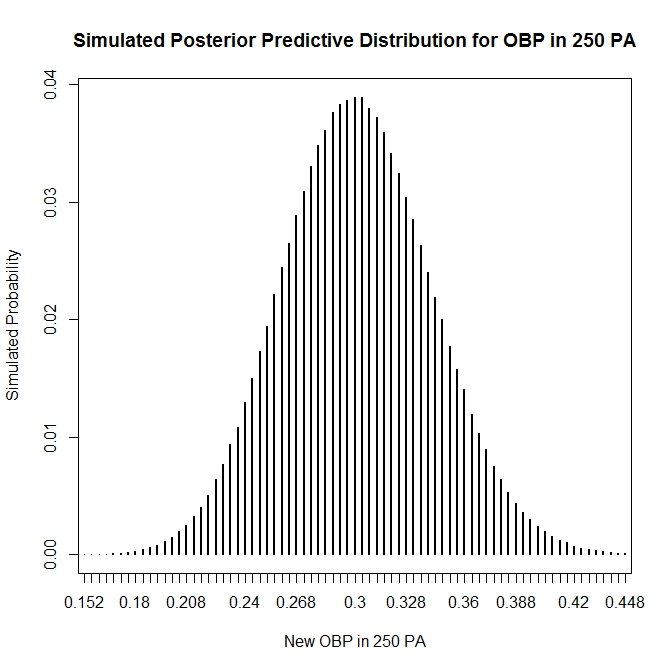 Simulated Posterior Predictive Distribution for OBP in 250 PA
0.04
0.03
0.02
0.01
0.00
Simulated Probability
0.152 0.18 0.208 0.24 0.268 0.3 0.328 0.36 0.388 0.42 0.448
New OBP in 250 PA